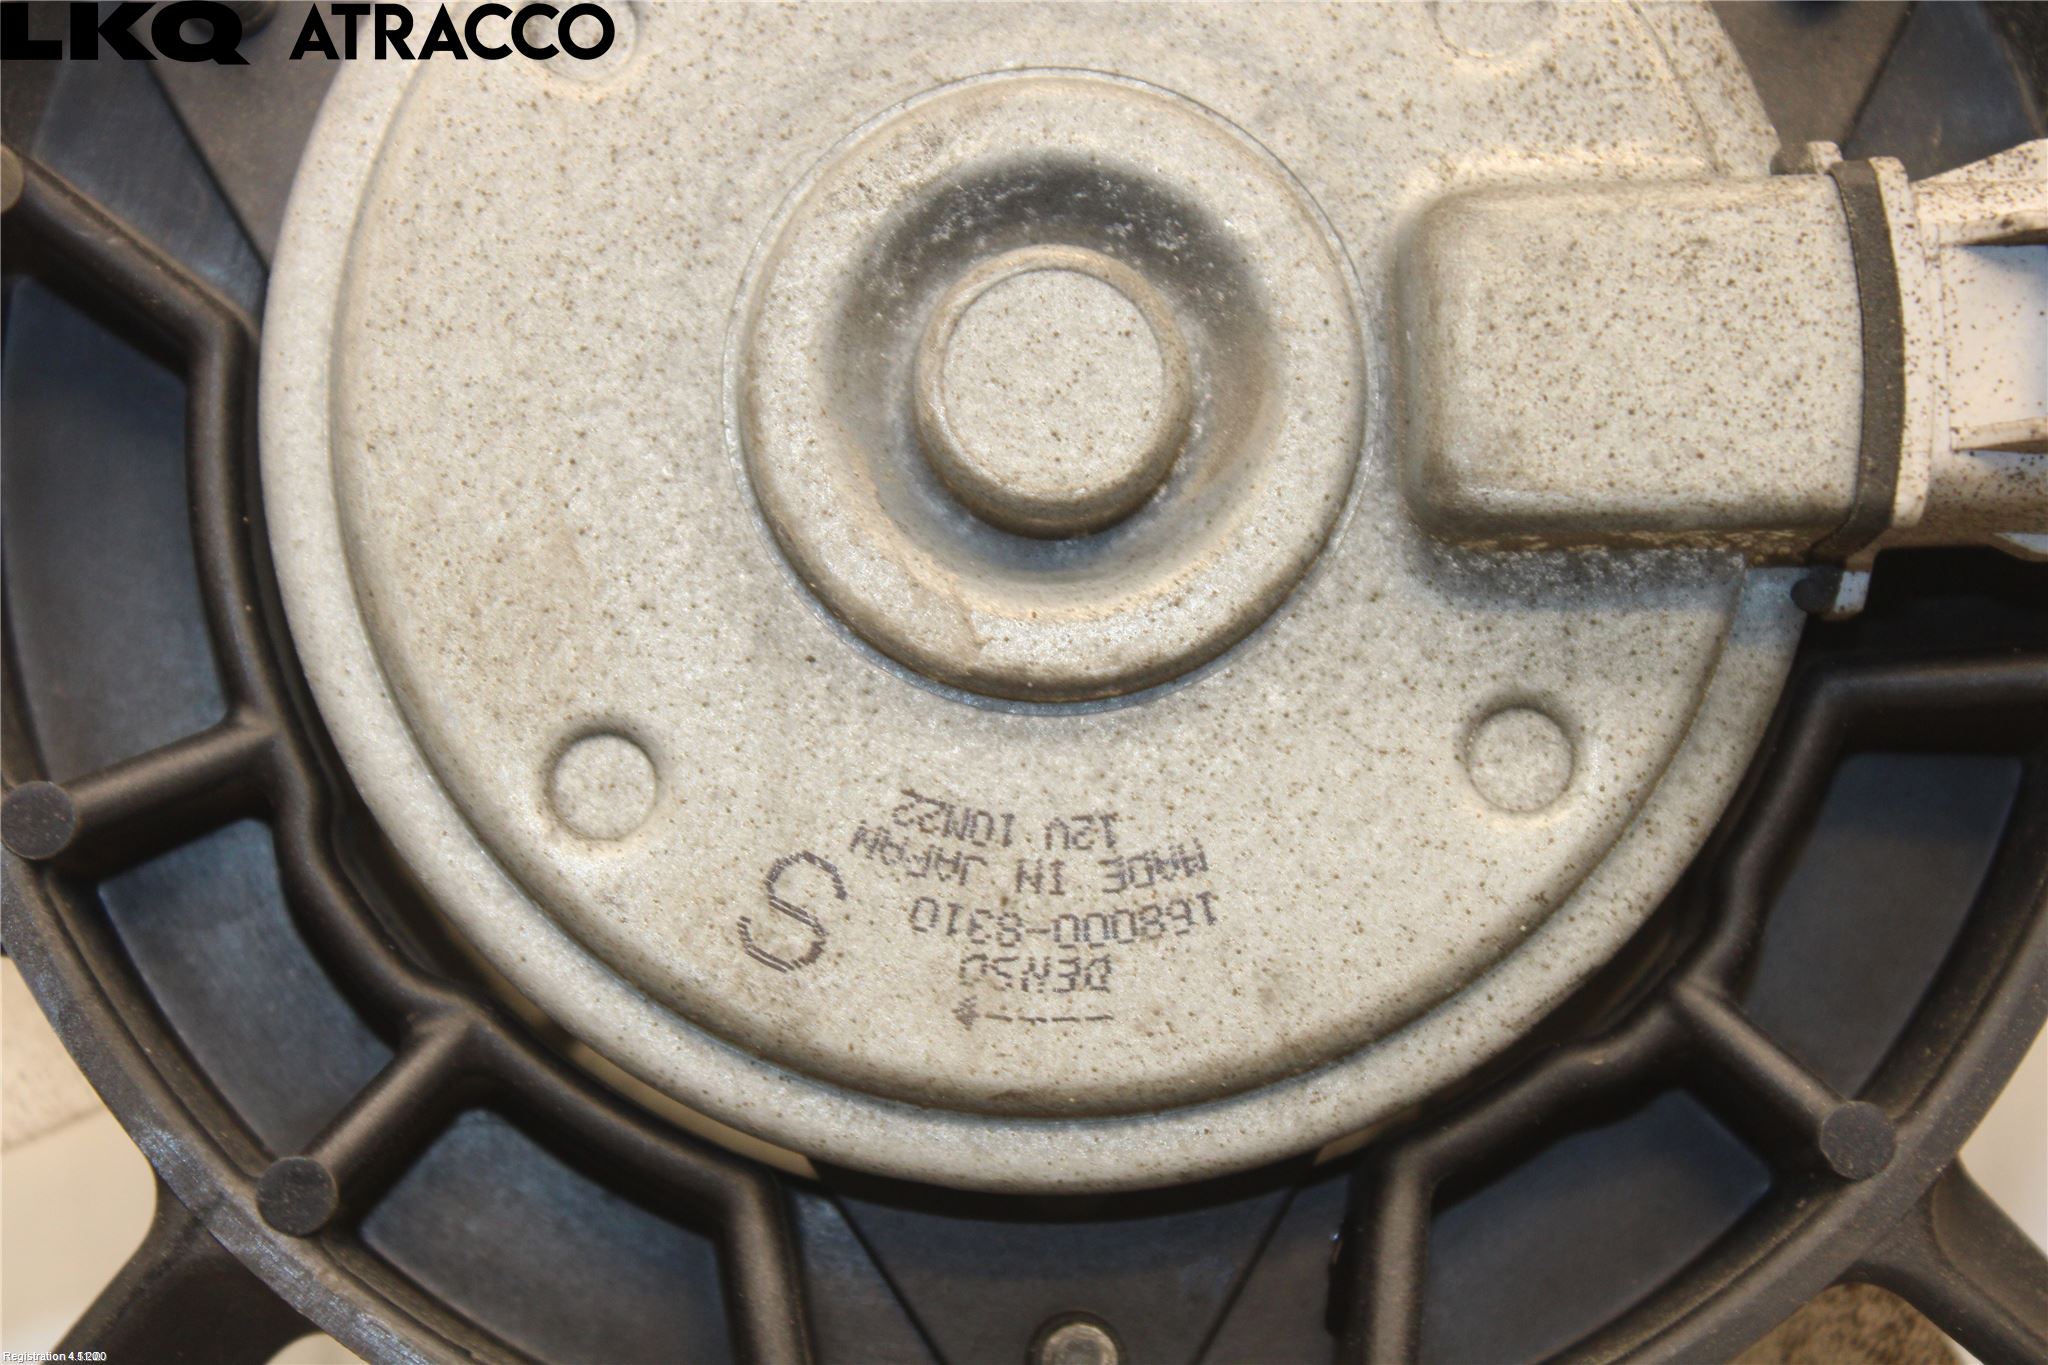 LKQ ATRACCO
DENSO
168000-8310
MADE IN JAPAN
12V 10M22
S